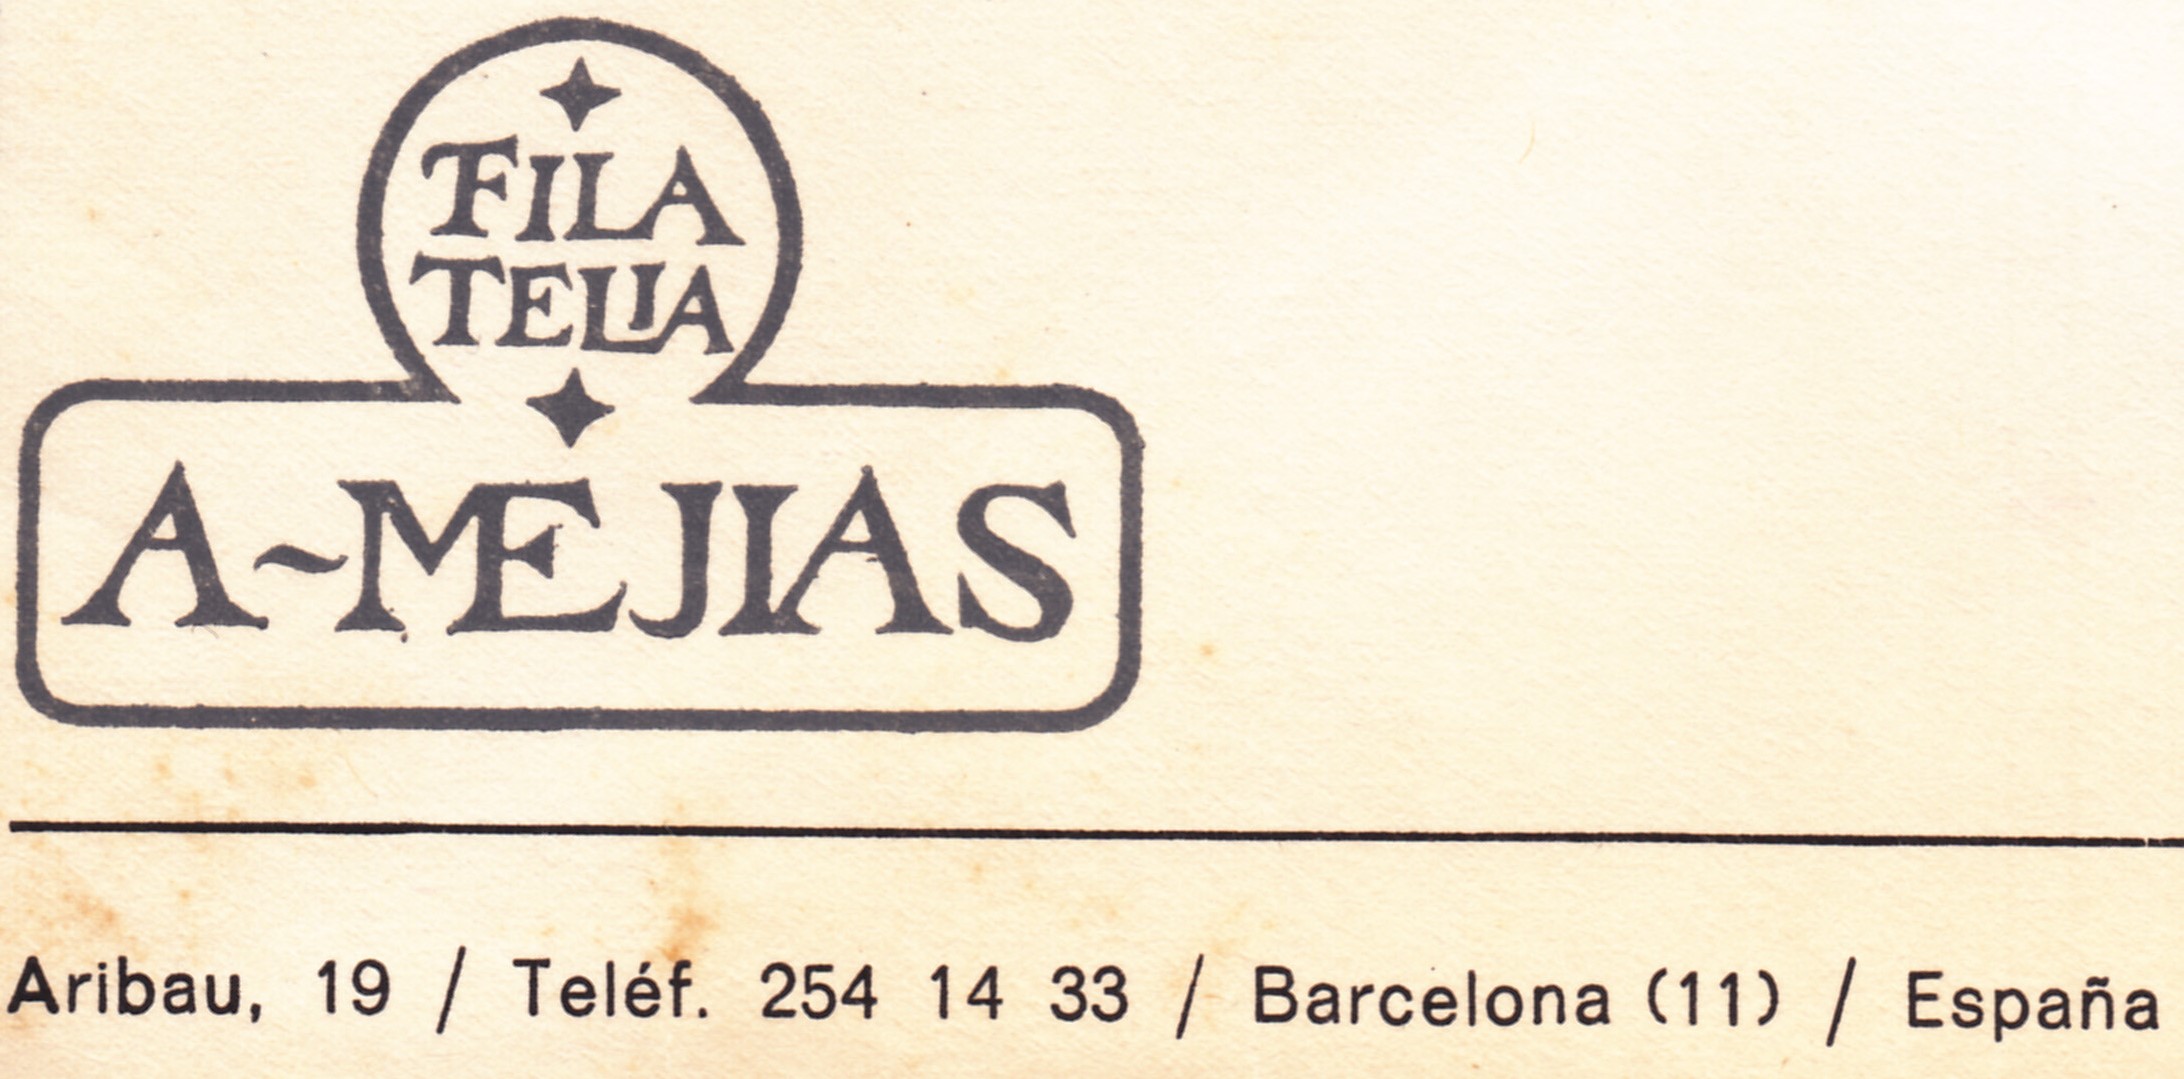 FILA
TELIA
A~MEJIAS
Aribau, 19 / Teléf. 254 14 33 / Barcelona (11) / España